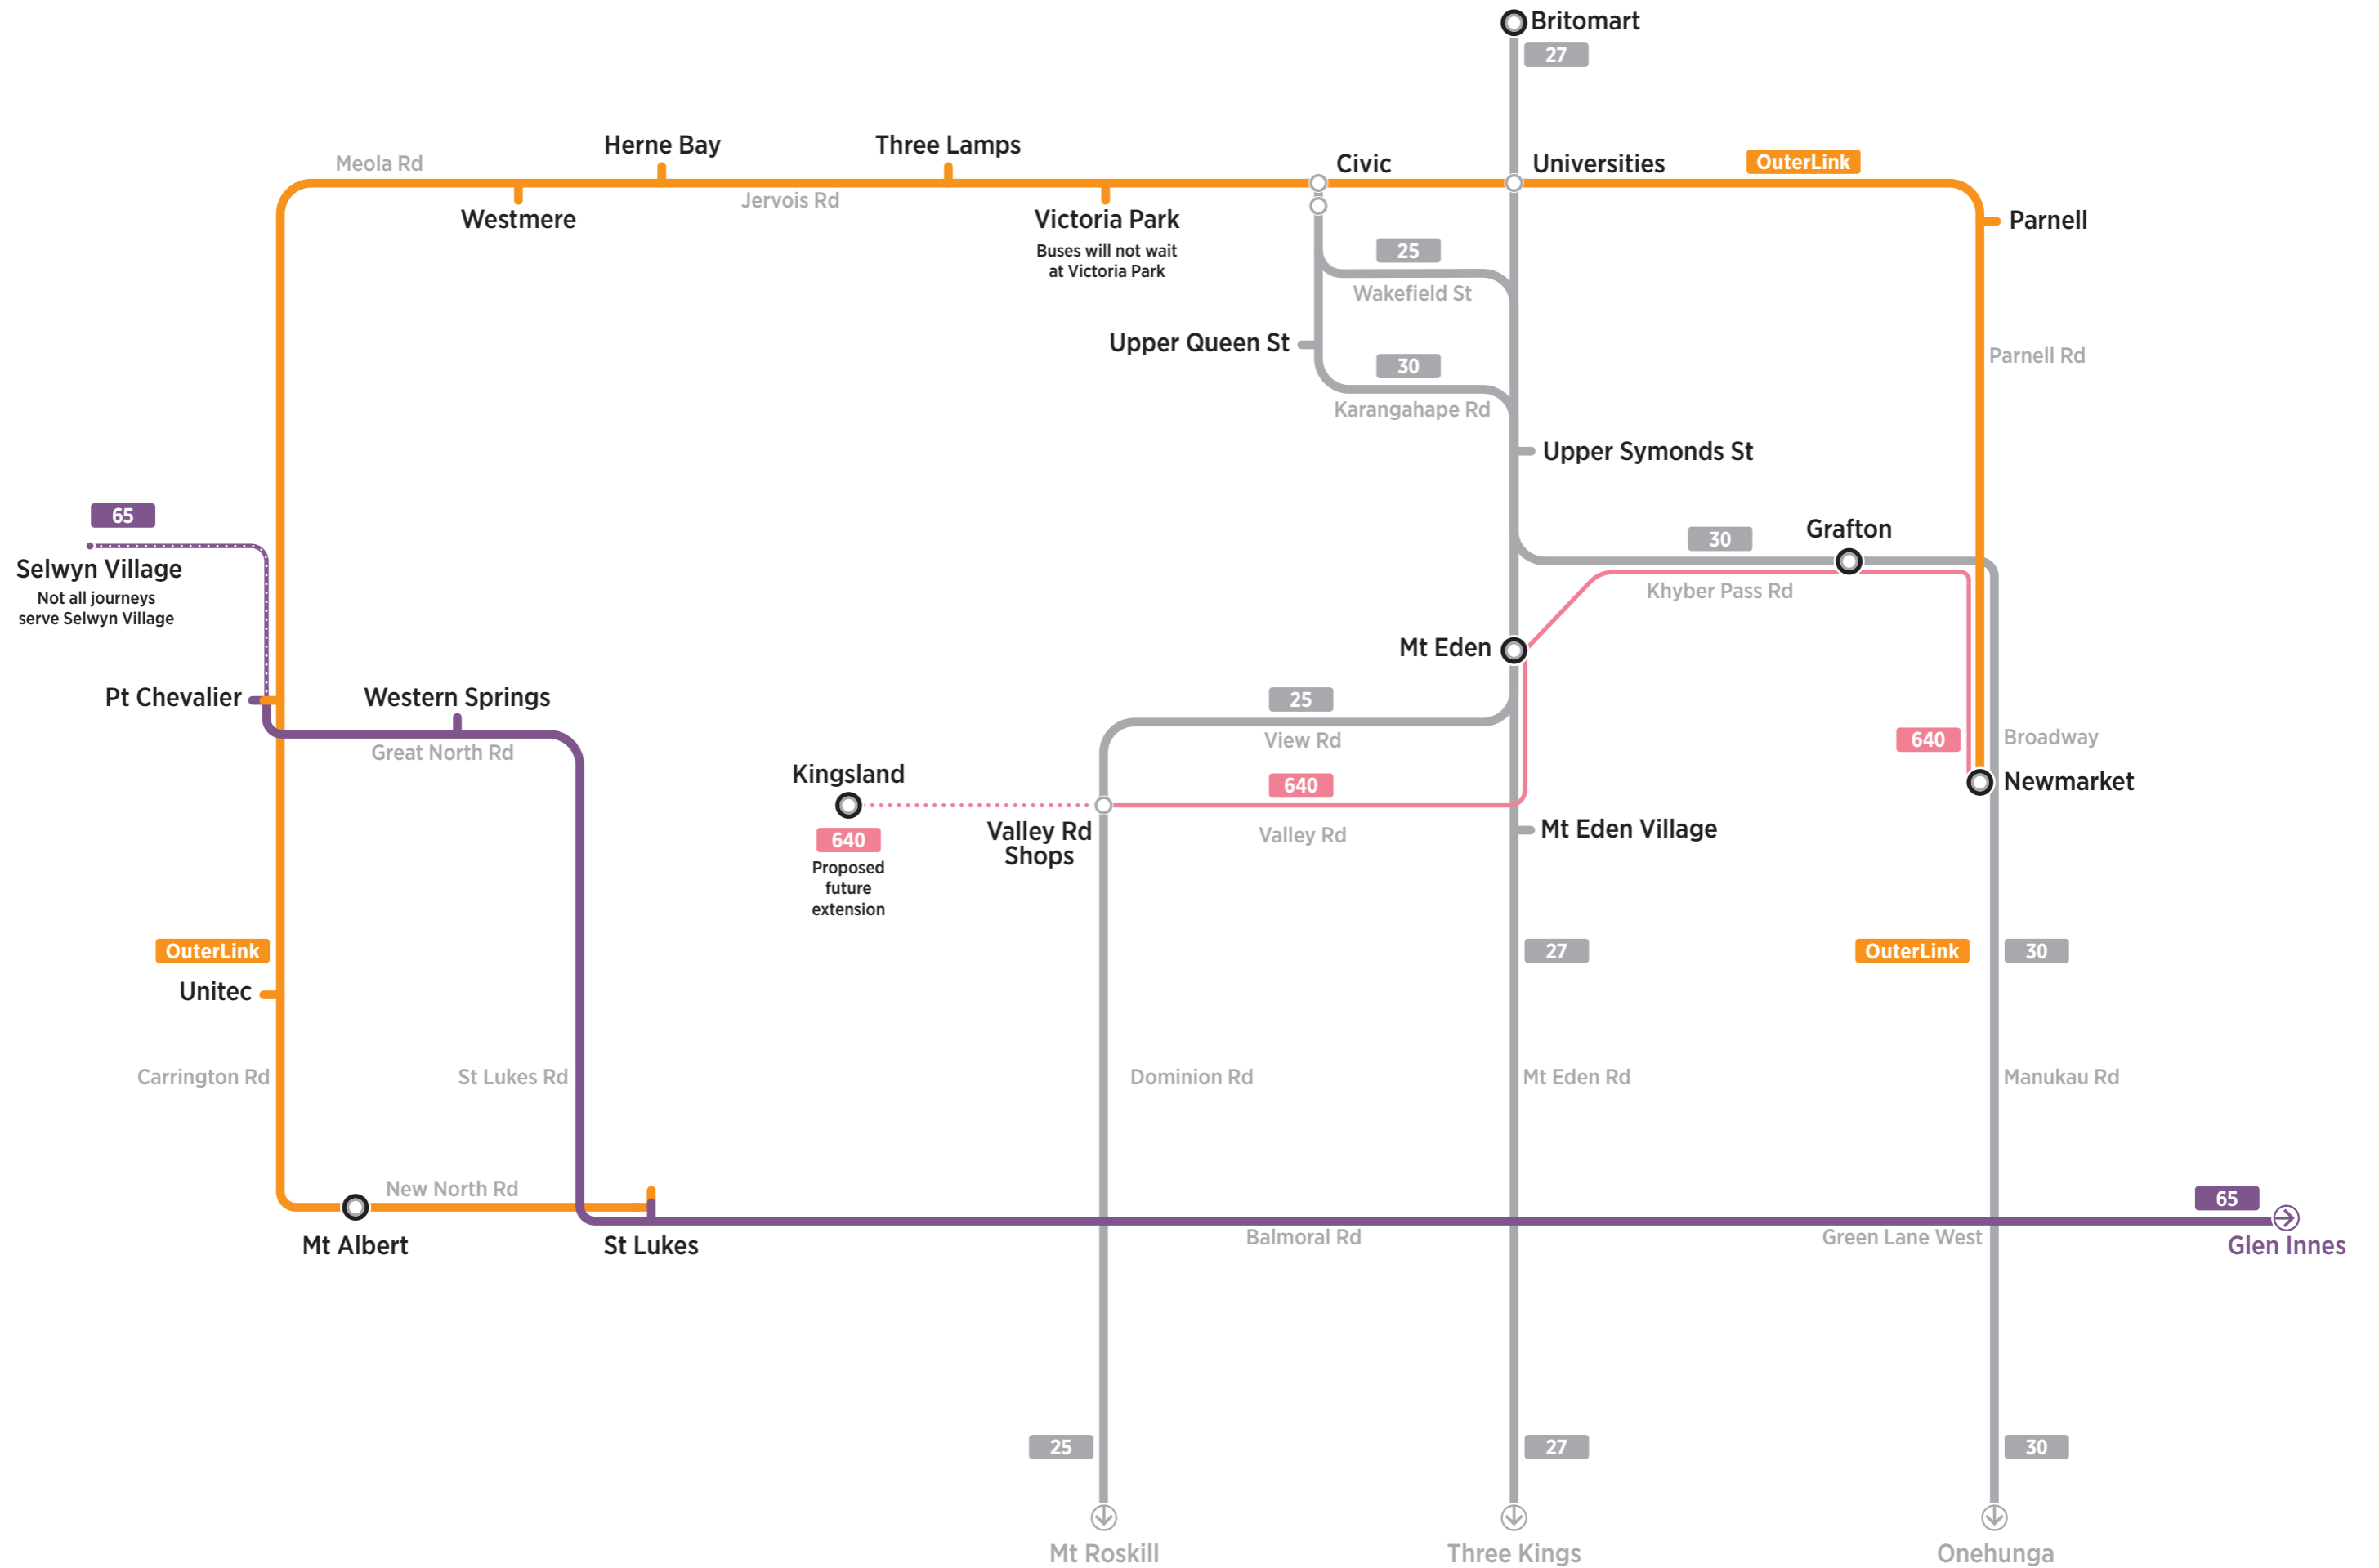 Britomart
27
Herne Bay
Three Lamps
Meola Rd
Civic
Universities
OuterLink
Jervois Rd
Westmere
Victoria Park
Parnell
Buses will not wait
at Victoria Park
25
Wakefield St
Upper Queen St
30
Parnell Rd
Karangahape Rd
Upper Symonds St
65
Grafton
30
Selwyn Village
Not all journeys
serve Selwyn Village
Khyber Pass Rd
Mt Eden
Pt Chevalier
Western Springs
25
View Rd
Great North Rd
640
Broadway
Kingsland
640
Newmarket
640
Valley Rd
Shops
Valley Rd
Mt Eden Village
Proposed
future
extension
OuterLink
27
OuterLink
30
Unitec
Carrington Rd
St Lukes Rd
Dominion Rd
Mt Eden Rd
Manukau Rd
New North Rd
65
Mt Albert
St Lukes
Balmoral Rd
Green Lane West
Glen Innes
25
27
30
Mt Roskill
Three Kings
Onehunga